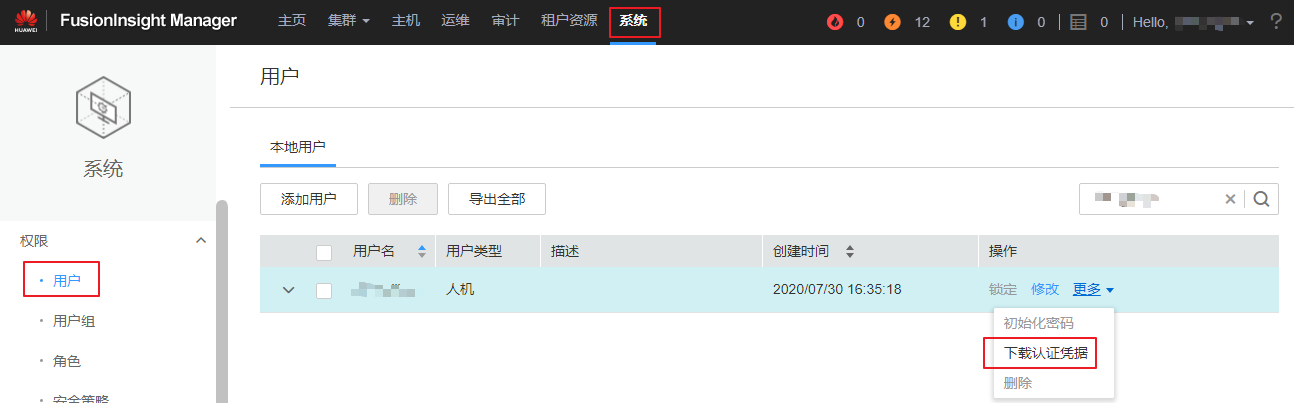 HUAWEI FusionInsight Manager 主页 集群 主机 运维 审计 租户资源 系统 0 12 1 0 0 Hello, ?
系统
权限
用户
用户组
角色
安全策略
用户
本地用户
添加用户 删除 导出全部
用户名 用户类型 描述 创建时间 操作
人机 2020/07/30 16:35:18 锁定 修改 更多
初始化密码
下载认证凭据
删除